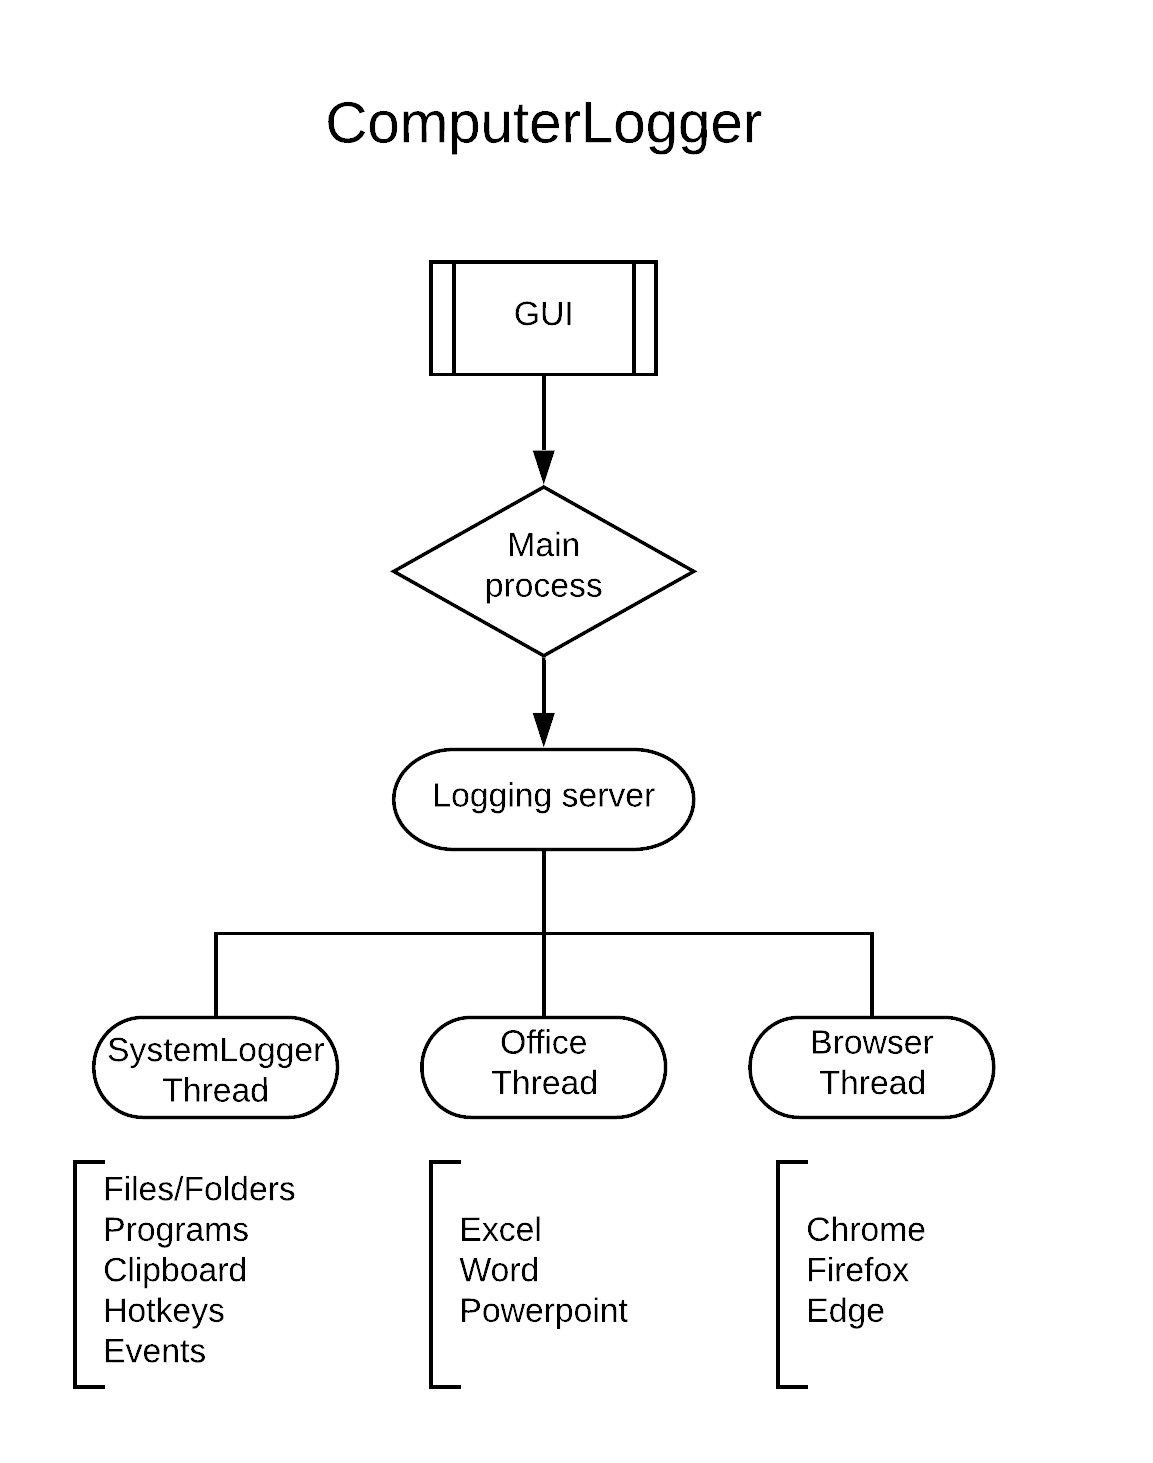 ComputerLogger
GUI
Main
process
Logging server
SystemLogger
Thread
Office
Thread
Browser
Thread
Files/Folders
Programs
Clipboard
Hotkeys
Events
Excel
Word
Powerpoint
Chrome
Firefox
Edge